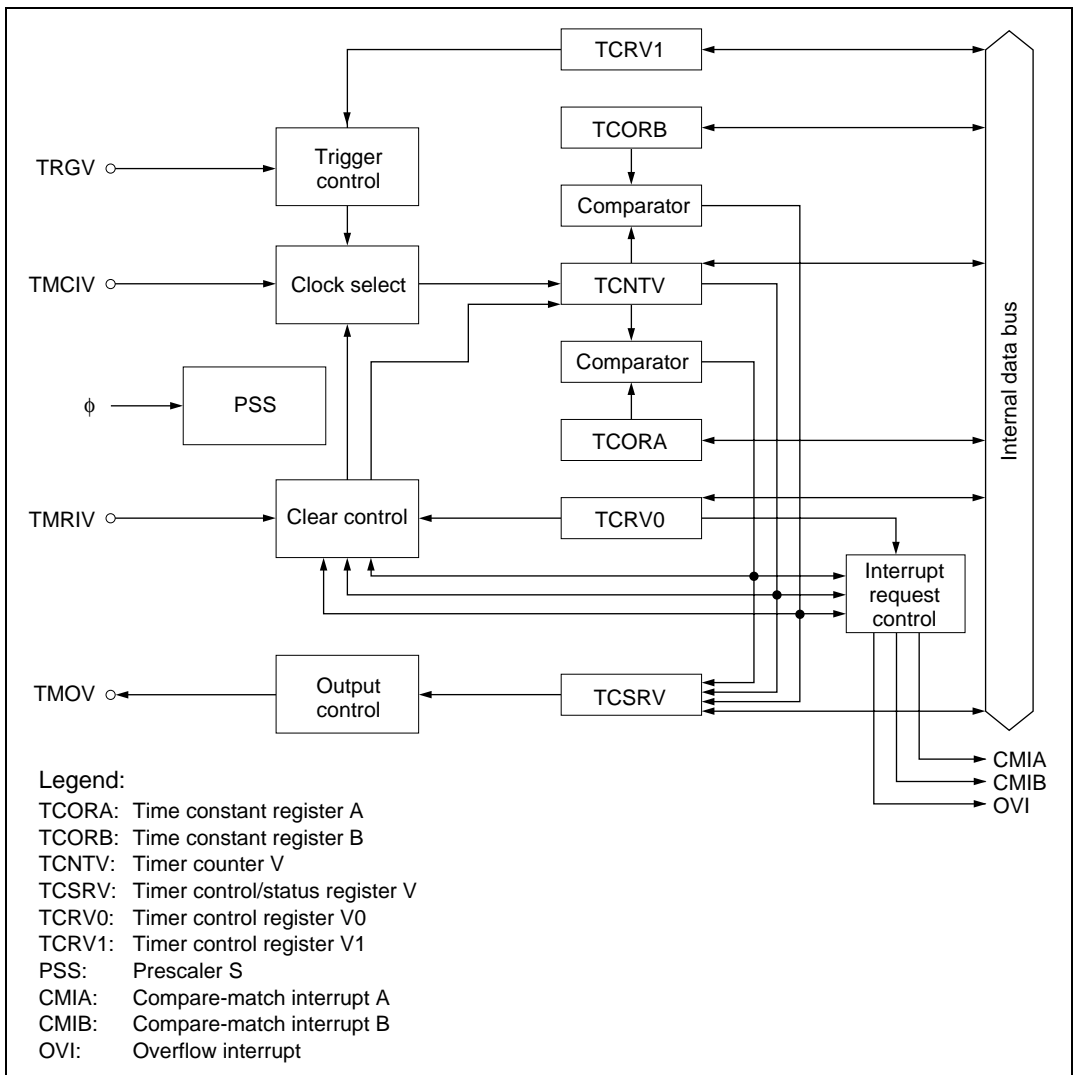 TCRV1
TCORB
TRGV
Trigger
control
Comparator
TMCIV
Clock select
TCNTV
Internal data bus
Comparator
φ
PSS
TCORA
TMRIV
Clear control
TCRV0
Interrupt
request
control
TMOV
Output
control
TCSRV
CMIA
CMIB
OVI
Legend:
TCORA: Time constant register A
TCORB: Time constant register B
TCNTV: Timer counter V
TCSRV: Timer control/status register V
TCRV0: Timer control register V0
TCRV1: Timer control register V1
PSS: Prescaler S
CMIA: Compare-match interrupt A
CMIB: Compare-match interrupt B
OVI: Overflow interrupt